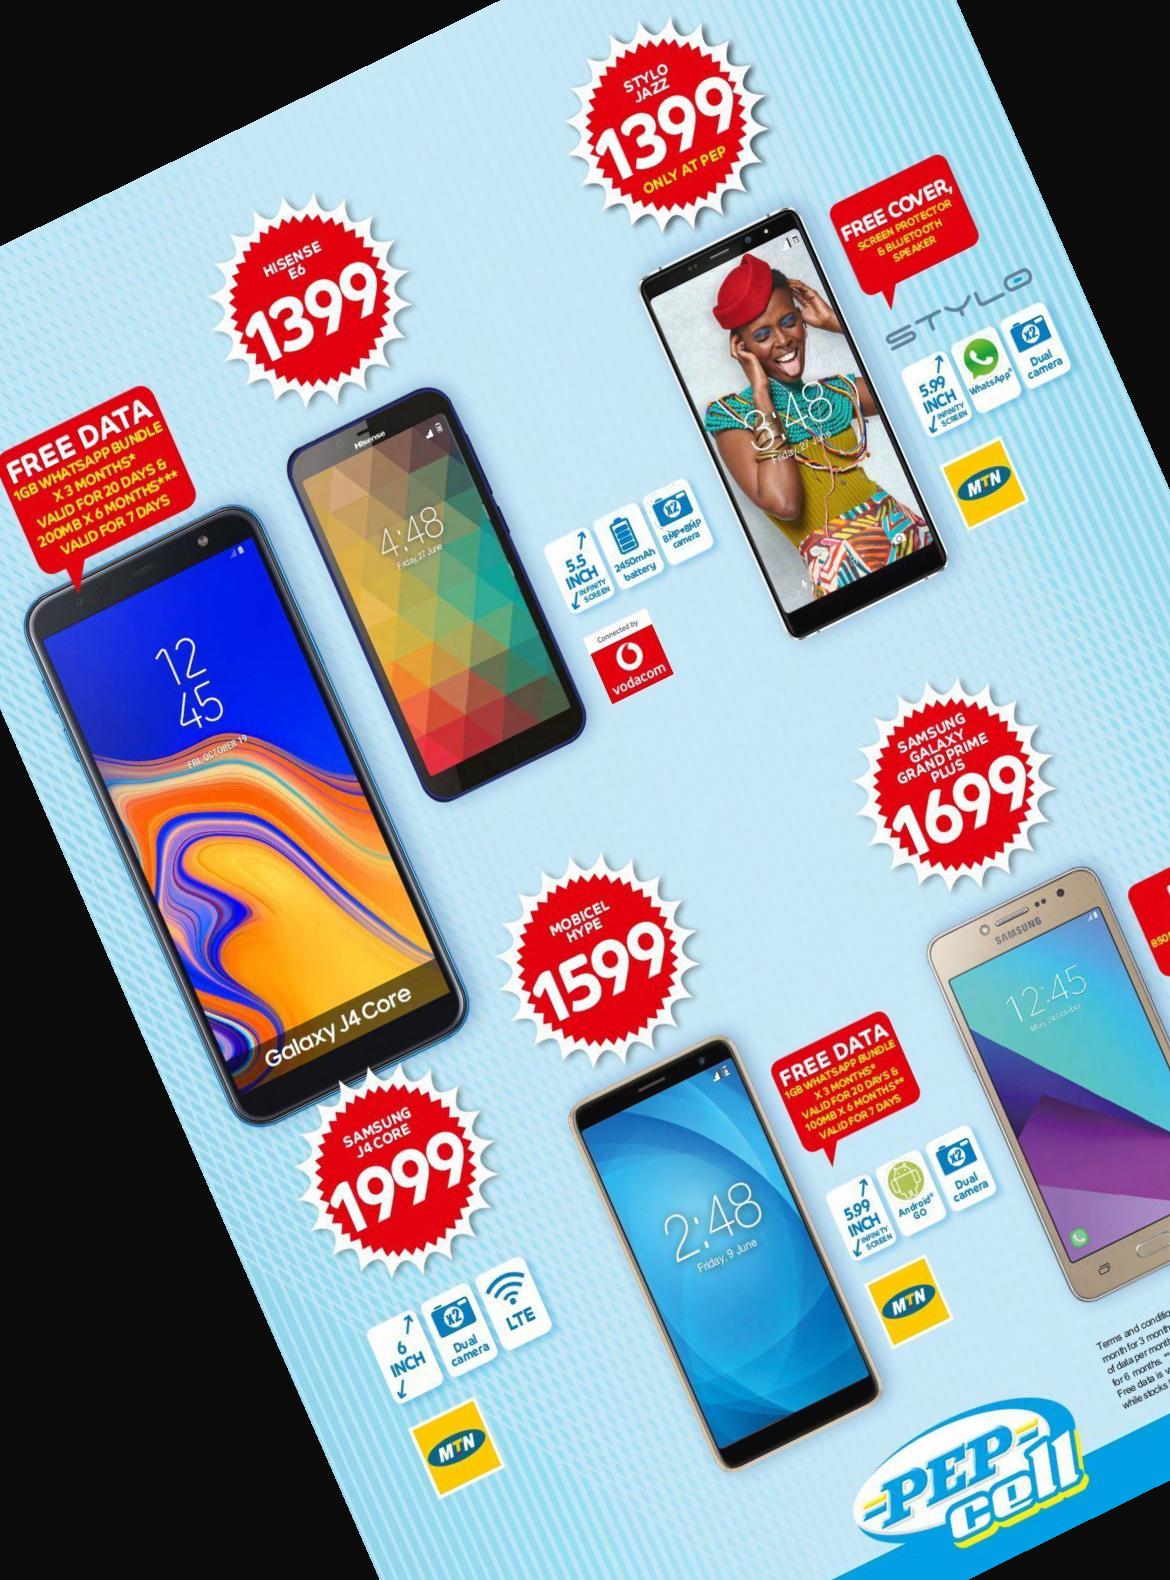 STYLO
JAZZ
1399
ONLY AT PEP
FREE COVER,
SCREEN PROTECTOR
& BLUETOOTH
SPEAKER
STYLO
5.99
INCH
INFINITY
SCREEN
WhatsApp®
x2
Dual
camera
MTN
3:48
Friday, 27 June
HISENSE
E6
1399
Hisense
4:48
Friday, 27 June
5.5
INCH
INFINITY
SCREEN
2450mAh
battery
x2
8MP+8MP
camera
Connected by
vodacom
FREE DATA
1GB WHATSAPP BUNDLE
X 3 MONTHS*
VALID FOR 20 DAYS &
200MB X 6 MONTHS***
VALID FOR 7 DAYS
12
45
FRI, OCTOBER 19
Galaxy J4 Core
SAMSUNG
J4 CORE
1999
6
INCH
x2
Dual
camera
LTE
MTN
MOBICEL
HYPE
1599
2:48
Friday, 9 June
FREE DATA
1GB WHATSAPP BUNDLE
X 3 MONTHS*
VALID FOR 20 DAYS &
100MB X 6 MONTHS**
VALID FOR 7 DAYS
5.99
INCH
INFINITY
SCREEN
Android®
GO
x2
Dual
camera
MTN
SAMSUNG
GALAXY
GRAND PRIME
PLUS
1699
SAMSUNG
12:45
Mon, 24 October
850
Terms and conditio
month for 3 month
of data per month
for 6 months. **
Free data is v
while stocks
PEP
cell